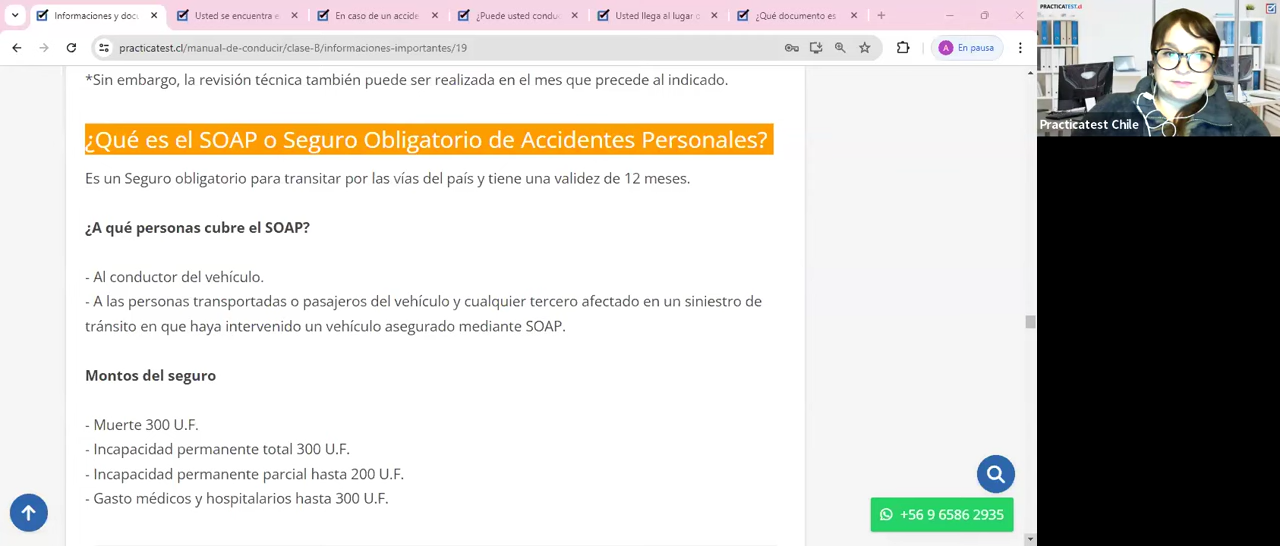 Informaciones y docu
Usted se encuentra e
En caso de un accide
¿Puede usted conduc
Usted llega al lugar o
¿Qué documento es
practicatest.cl/manual-de-conducir/clase-B/informaciones-importantes/19
A
En pausa
*Sin embargo, la revisión técnica también puede ser realizada en el mes que precede al indicado.
¿Qué es el SOAP o Seguro Obligatorio de Accidentes Personales?
Es un Seguro obligatorio para transitar por las vías del país y tiene una validez de 12 meses.
¿A qué personas cubre el SOAP?
- Al conductor del vehículo.
- A las personas transportadas o pasajeros del vehículo y cualquier tercero afectado en un siniestro de
tránsito en que haya intervenido un vehículo asegurado mediante SOAP.
Montos del seguro
- Muerte 300 U.F.
- Incapacidad permanente total 300 U.F.
- Incapacidad permanente parcial hasta 200 U.F.
- Gasto médicos y hospitalarios hasta 300 U.F.
+56 9 6586 2935
PRACTICATEST.cl
Practicatest Chile